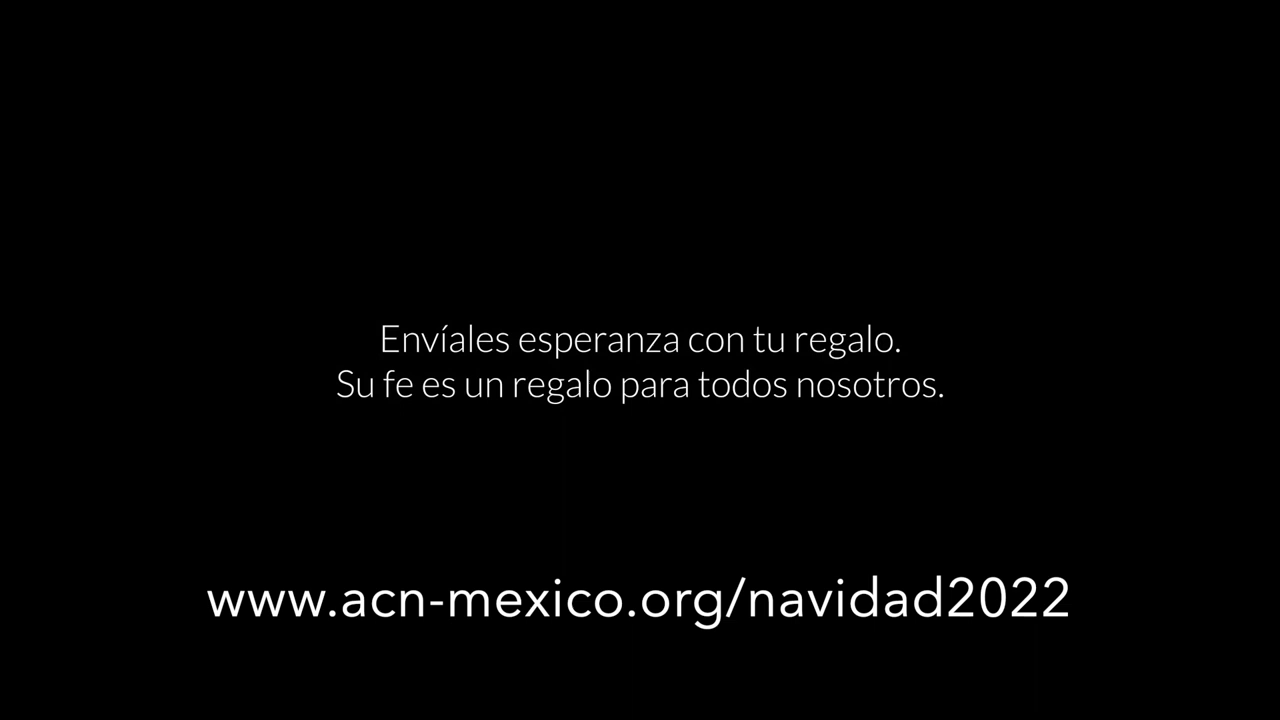 Envíales esperanza con tu regalo.
Su fe es un regalo para todos nosotros.
www.acn-mexico.org/navidad2022